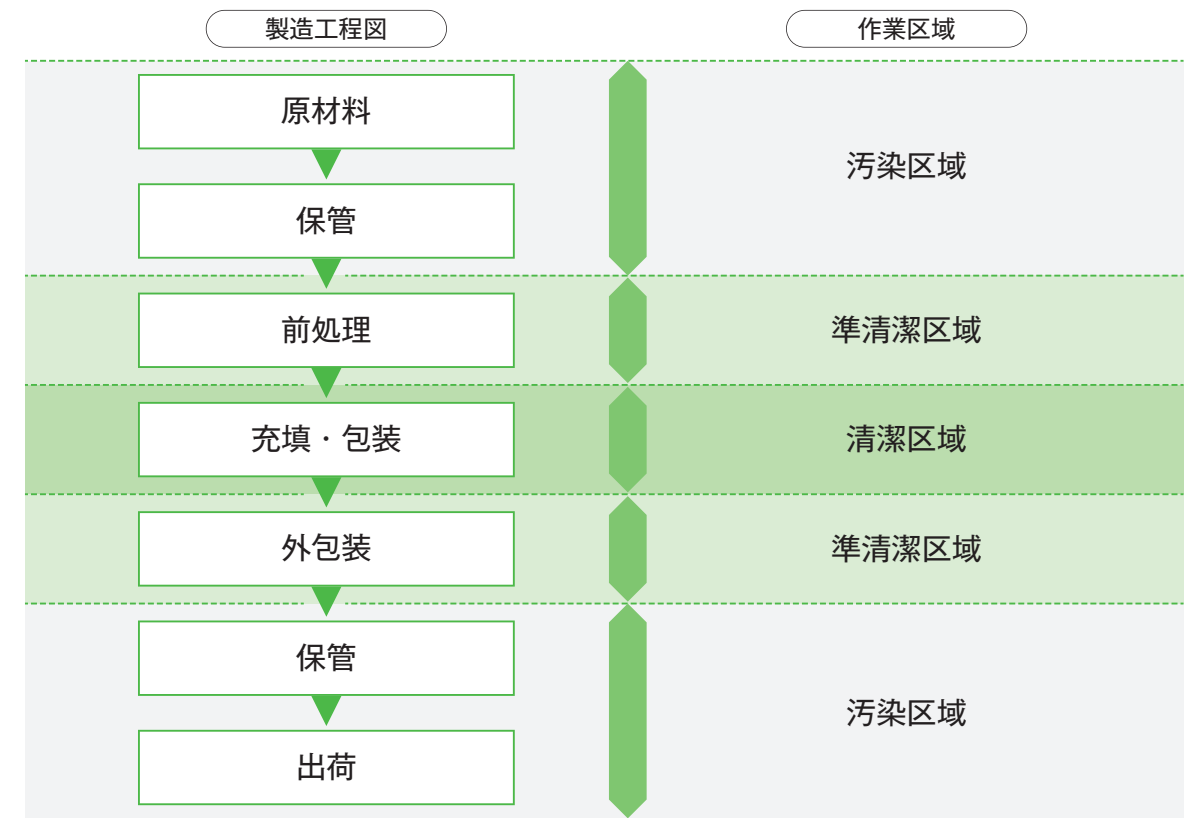 製造工程図
作業区域
原材料
保管
汚染区域
前処理
準清潔区域
充填・包装
清潔区域
外包装
準清潔区域
保管
出荷
汚染区域